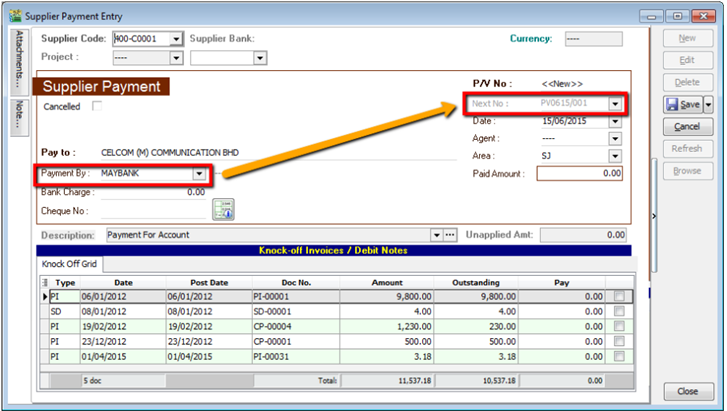 Supplier Payment Entry
Attachments...
Note...
Supplier Code: 400-C0001 Supplier Bank: Currency: ----
Project : ----
Supplier Payment
Cancelled
P/V No : <<New>>
Next No : PV0615/001
Date : 15/06/2015
Agent : ----
Area : SJ
Paid Amount : 0.00
Pay to : CELCOM (M) COMMUNICATION BHD
Payment By : MAYBANK
Bank Charge : 0.00
Cheque No :
Description: Payment For Account Unapplied Amt: 0.00
Knock-off Invoices / Debit Notes
Knock Off Grid
Type Date Post Date Doc No. Amount Outstanding Pay
PI 06/01/2012 06/01/2012 PI-00001 9,800.00 9,800.00 0.00
SD 08/01/2012 08/01/2012 SD-00001 4.00 4.00 0.00
PI 19/02/2012 19/02/2012 CP-00004 1,230.00 230.00 0.00
PI 23/12/2012 23/12/2012 CP-00001 500.00 500.00 0.00
PI 01/04/2015 01/04/2015 PI-00031 3.18 3.18 0.00
5 doc Total: 11,537.18 10,537.18 0.00
New
Edit
Delete
Save
Cancel
Refresh
Browse
Close